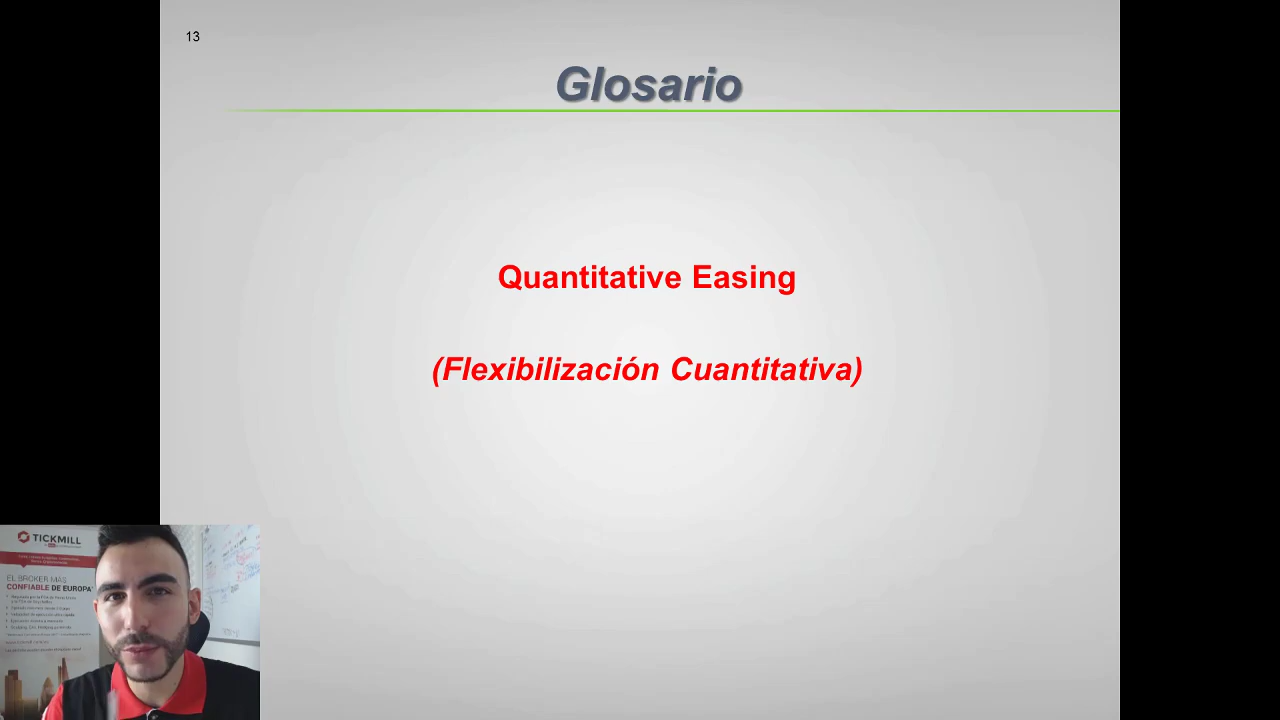 13
Glosario
Quantitative Easing
(Flexibilización Cuantitativa)
TICKMILL
EL BROKER MÁS
CONFIABLE DE EUROPA*